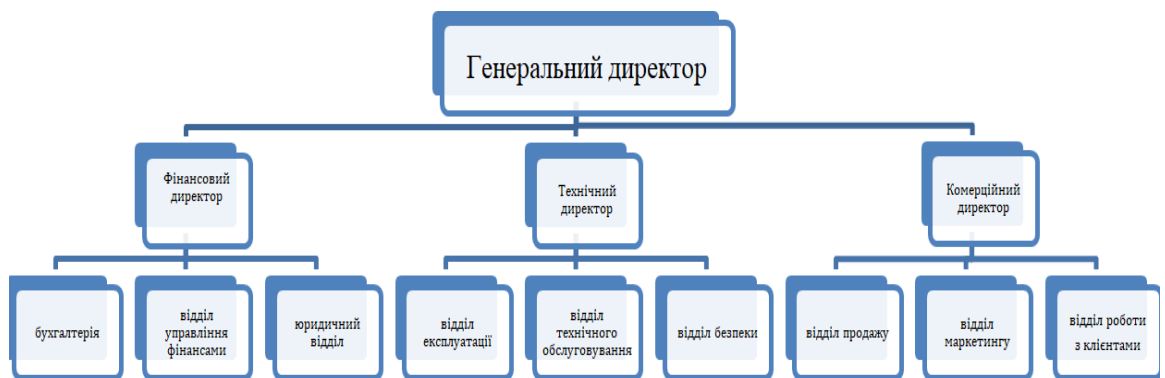 Генеральний директор
Фінансовий
директор
Технічний
директор
Комерційний
директор
бухгалтерія
відділ
управління
фінансами
юридичний
відділ
відділ
експлуатації
відділ
технічного
обслуговування
відділ безпеки
відділ продажу
відділ
маркетингу
відділ роботи
з клієнтами